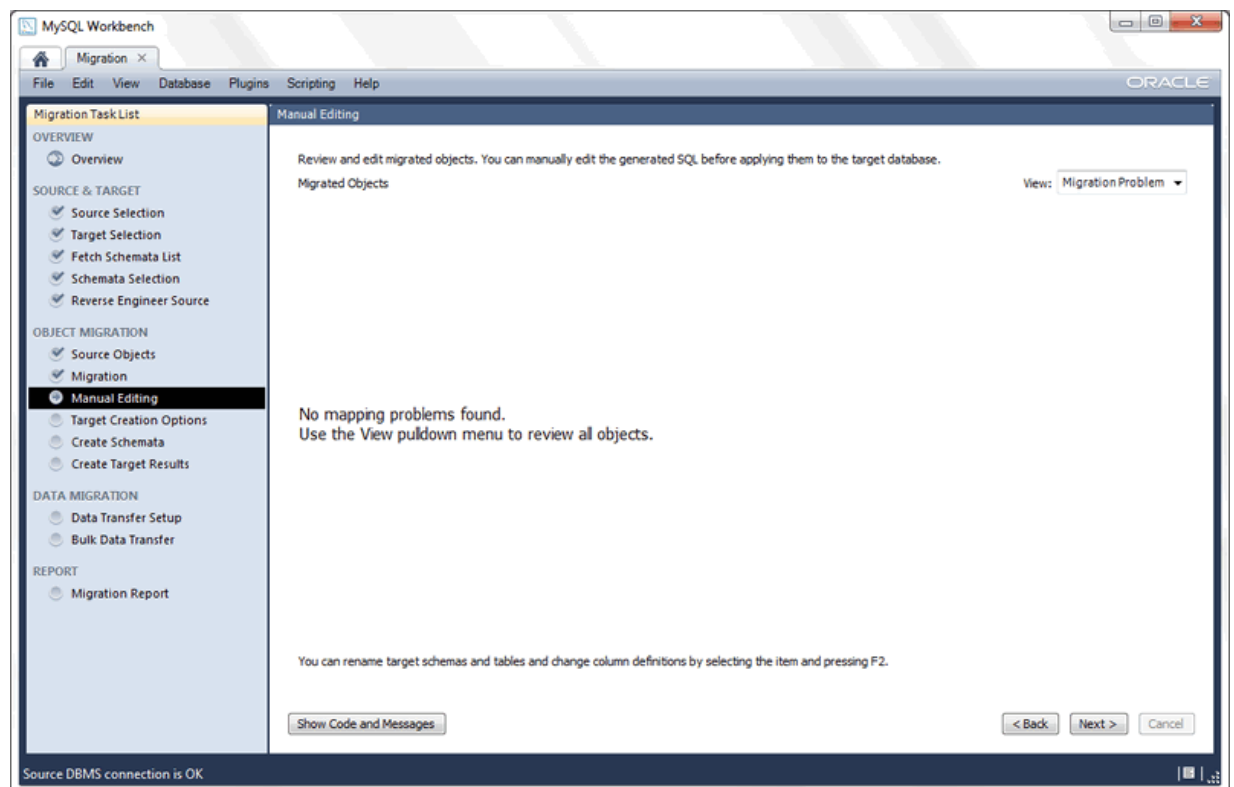 MySQL Workbench
Migration ×
File Edit View Database Plugins Scripting Help ORACLE
Migration Task List
OVERVIEW
Overview
SOURCE & TARGET
Source Selection
Target Selection
Fetch Schemata List
Schemata Selection
Reverse Engineer Source
OBJECT MIGRATION
Source Objects
Migration
Manual Editing
Target Creation Options
Create Schemata
Create Target Results
DATA MIGRATION
Data Transfer Setup
Bulk Data Transfer
REPORT
Migration Report
Manual Editing
Review and edit migrated objects. You can manually edit the generated SQL before applying them to the target database.
Migrated Objects View: Migration Problem
No mapping problems found.
Use the View pulldown menu to review all objects.
You can rename target schemas and tables and change column definitions by selecting the item and pressing F2.
Show Code and Messages < Back Next > Cancel
Source DBMS connection is OK